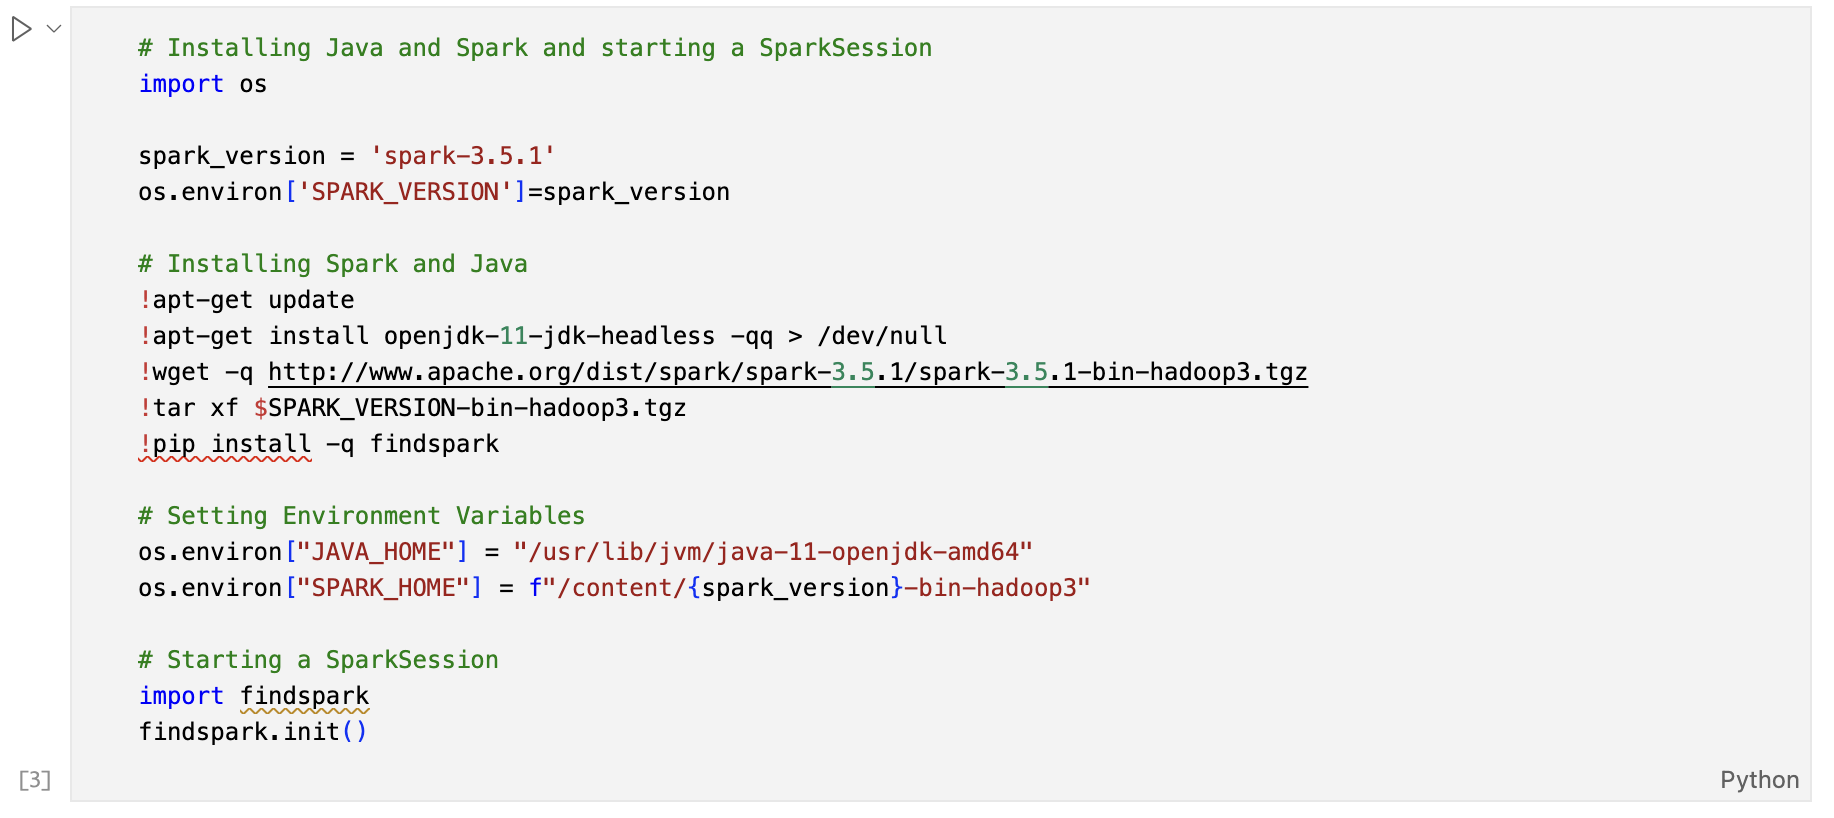 # Installing Java and Spark and starting a SparkSession
import os
spark_version = 'spark-3.5.1'
os.environ['SPARK_VERSION']=spark_version
# Installing Spark and Java
!apt-get update
!apt-get install openjdk-11-jdk-headless -qq > /dev/null
!wget -q http://www.apache.org/dist/spark/spark-3.5.1/spark-3.5.1-bin-hadoop3.tgz
!tar xf $SPARK_VERSION-bin-hadoop3.tgz
!pip install -q findspark
# Setting Environment Variables
os.environ["JAVA_HOME"] = "/usr/lib/jvm/java-11-openjdk-amd64"
os.environ["SPARK_HOME"] = f"/content/{spark_version}-bin-hadoop3"
# Starting a SparkSession
import findspark
findspark.init()
[3]
Python